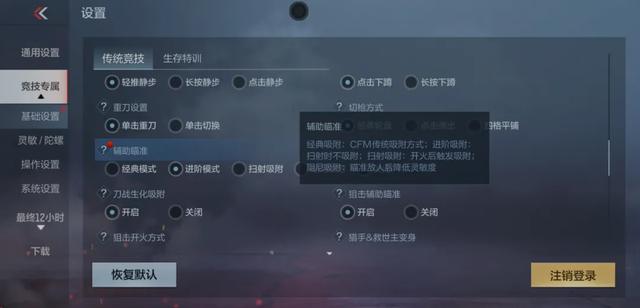 设置
通用设置
竞技专属
基础设置
灵敏/陀螺
操作设置
系统设置
最终12小时
下载
传统竞技 生存特训
轻推静步 长按静步 点击静步 点击下蹲 长按下蹲
? 重刀设置 ? 切枪方式
单击重刀 单击切换 四格平铺
? 辅助瞄准
经典模式 进阶模式 扫射吸附
辅助瞄准
经典吸附：CFM传统吸附方式；进阶吸附：
扫射时不吸附；扫射吸附：开火后触发吸附；
阻尼吸附：瞄准敌人后降低灵敏度
? 刀战生化吸附 ? 狙击辅助瞄准
开启 关闭 开启 关闭
? 狙击开火方式 ? 猎手&救世主变身
恢复默认 注销登录